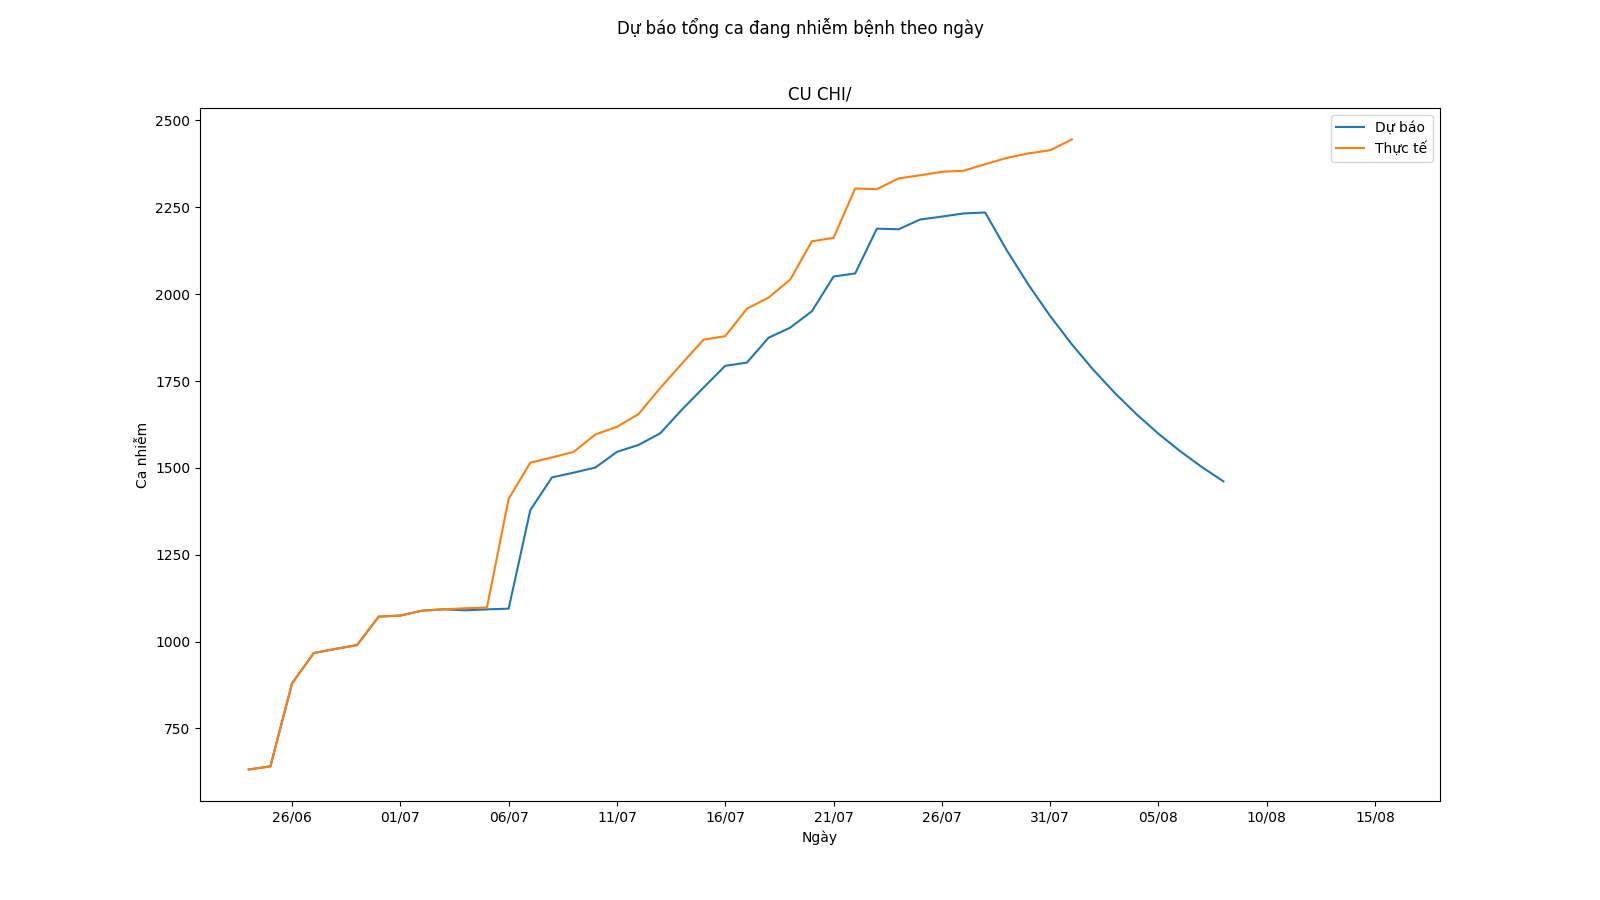 Dự báo tổng ca đang nhiễm bệnh theo ngày
CU CHI/
Dự báo
Thực tế
2500
2250
2000
1750
1500
1250
1000
750
Ca nhiễm
26/06 01/07 06/07 11/07 16/07 21/07 26/07 31/07 05/08 10/08 15/08
Ngày